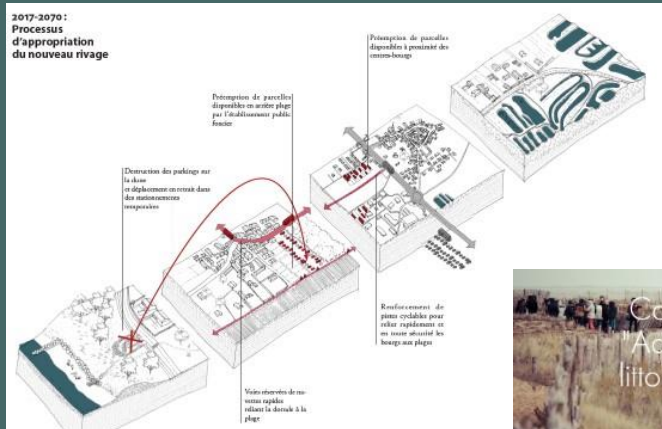 2017-2070 :
Processus
d'appropriation
du nouveau rivage
Préemption de parcelles
disponibles à proximité des
centres-bourgs
Préemption de parcelles
disponibles en arrière plage
par l'établissement public
foncier
Destruction des parkings sur
la dune
et déplacement en retrait dans
des stationnements
temporaires
Renforcement de
pistes cyclables pour
relier rapidement et
en toute sécurité les
bourgs aux plages
Voies réservées de na-
vettes rapides
reliant la dorsale à la
plage